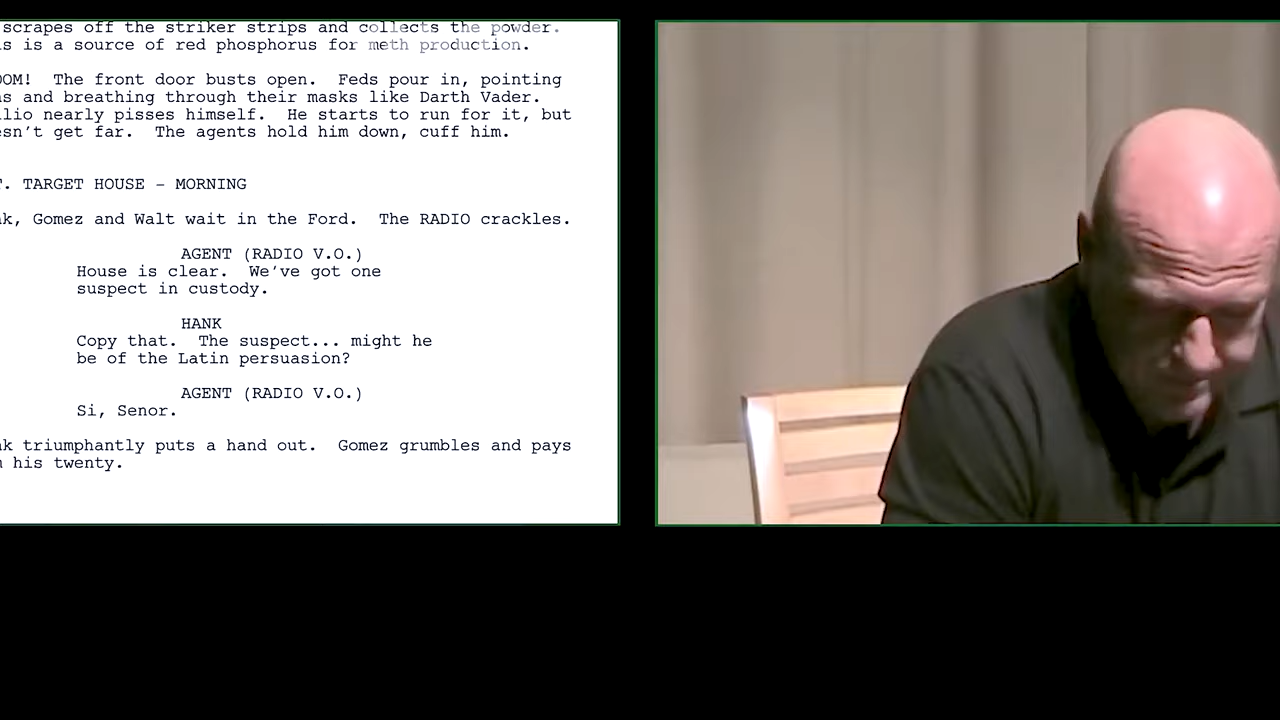 scrapes off the striker strips and collects the powder.
s is a source of red phosphorus for meth production.
OOM! The front door busts open. Feds pour in, pointing
s and breathing through their masks like Darth Vader.
lio nearly pisses himself. He starts to run for it, but
esn't get far. The agents hold him down, cuff him.
T. TARGET HOUSE – MORNING
nk, Gomez and Walt wait in the Ford. The RADIO crackles.
AGENT (RADIO V.O.)
House is clear. We've got one
suspect in custody.
HANK
Copy that. The suspect... might he
be of the Latin persuasion?
AGENT (RADIO V.O.)
Si, Senor.
nk triumphantly puts a hand out. Gomez grumbles and pays
m his twenty.